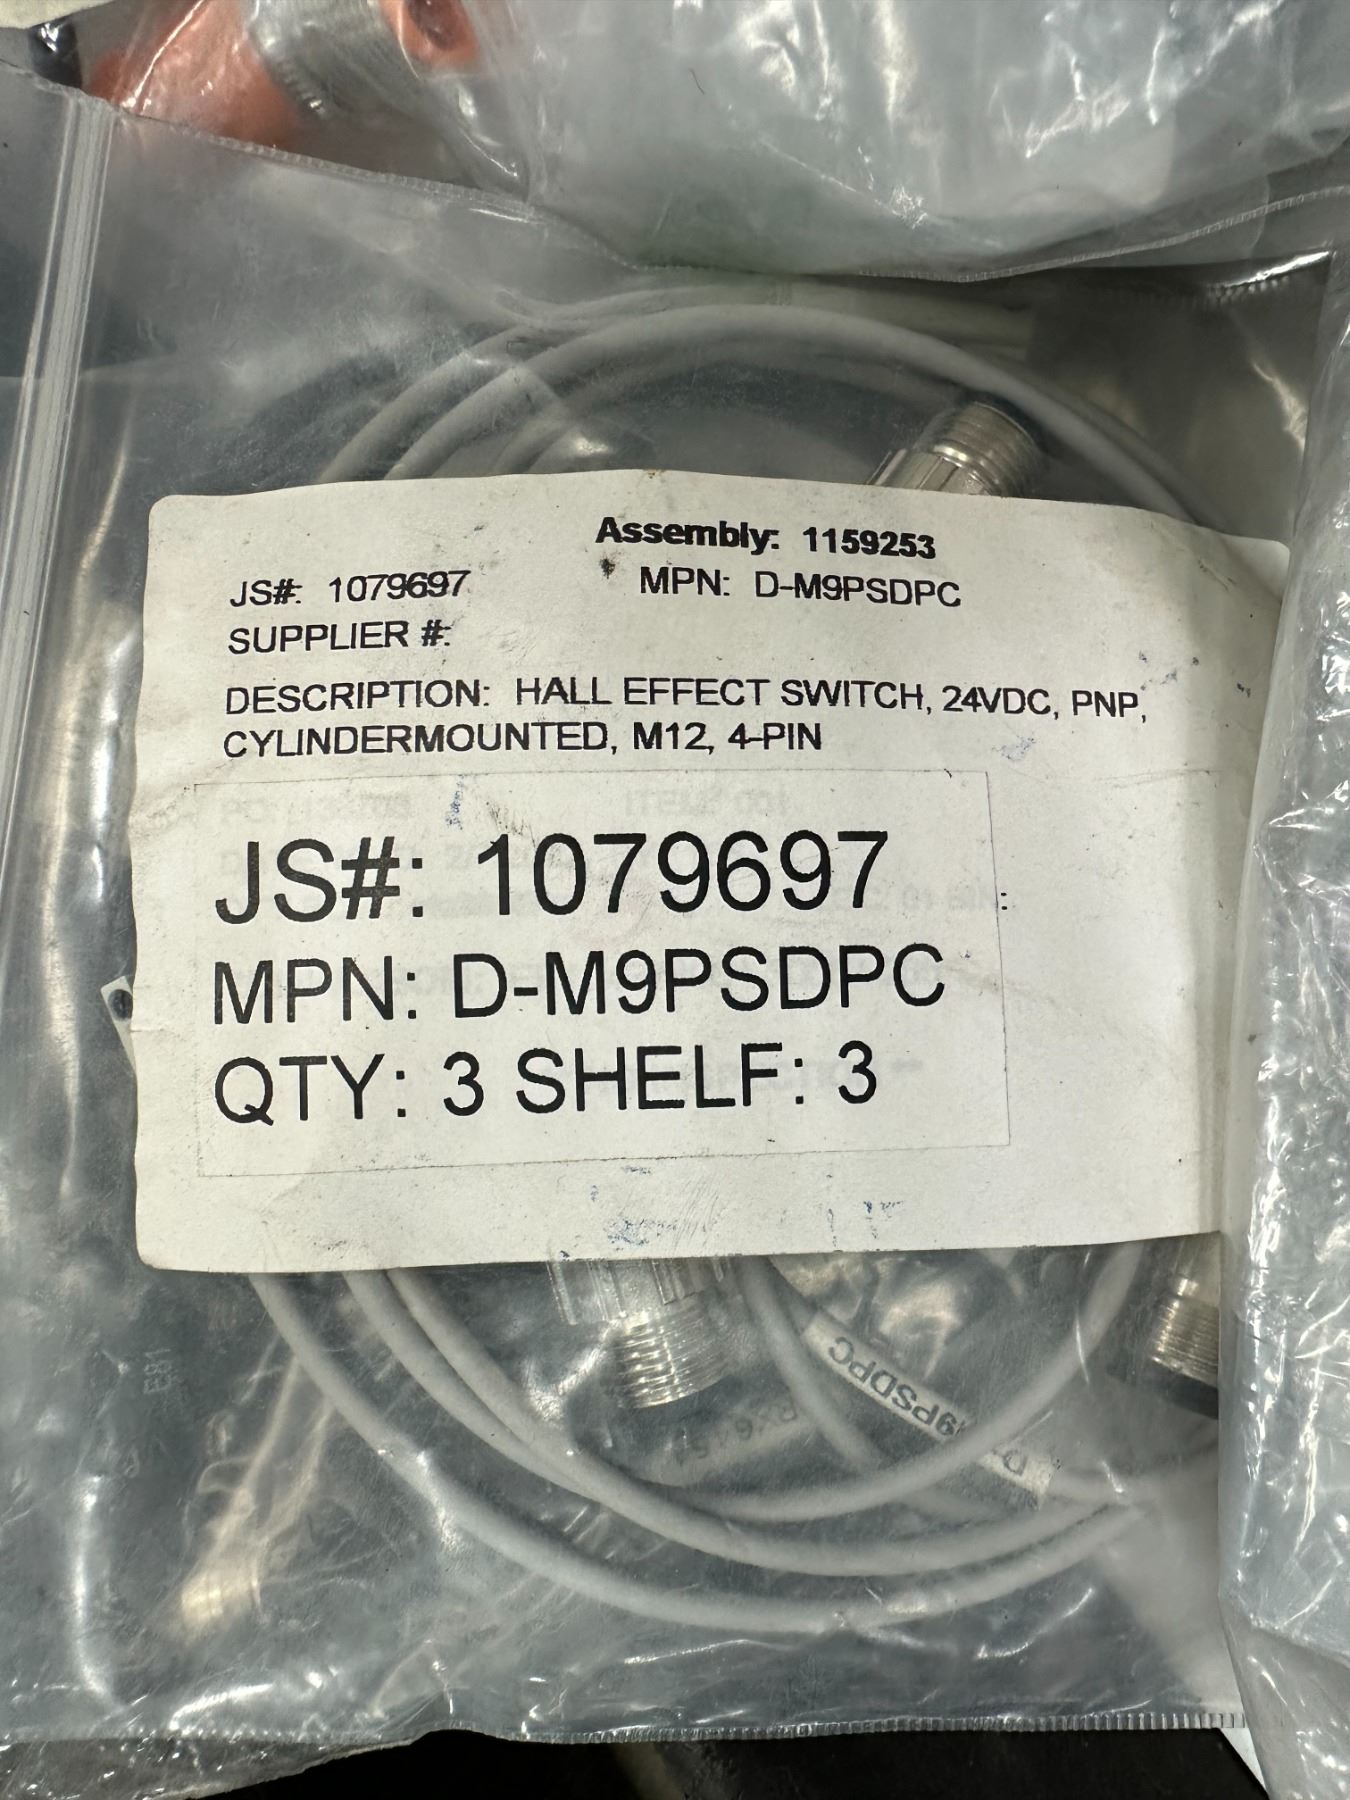 Assembly: 1159253
JS#: 1079697 MPN: D-M9PSDPC
SUPPLIER #:
DESCRIPTION: HALL EFFECT SWITCH, 24VDC, PNP,
CYLINDERMOUNTED, M12, 4-PIN
JS#: 1079697
MPN: D-M9PSDPC
QTY: 3 SHELF: 3
9PSDPC